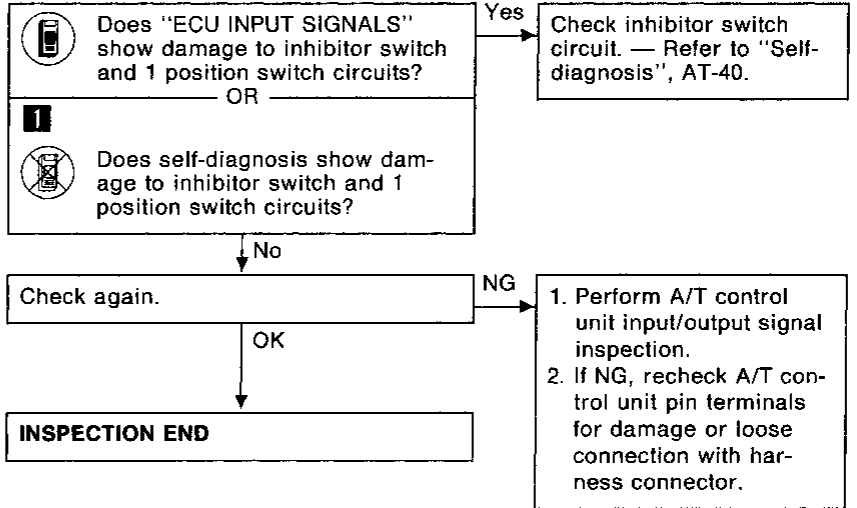 Does "ECU INPUT SIGNALS"
show damage to inhibitor switch
and 1 position switch circuits?
OR
1
Does self-diagnosis show dam-
age to inhibitor switch and 1
position switch circuits?
Yes
Check inhibitor switch
circuit. — Refer to "Self-
diagnosis", AT-40.
No
Check again.
NG
1. Perform A/T control
unit input/output signal
inspection.
2. If NG, recheck A/T con-
trol unit pin terminals
for damage or loose
connection with har-
ness connector.
OK
INSPECTION END